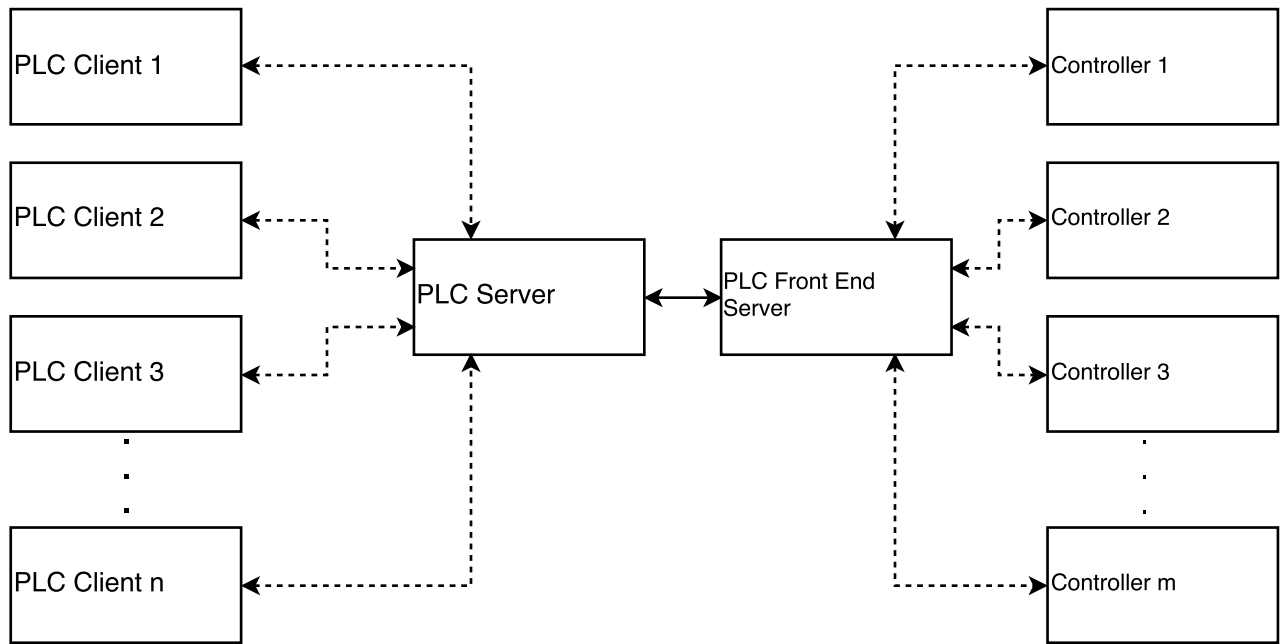 PLC Client 1
PLC Client 2
PLC Client 3
PLC Client n
PLC Server
PLC Front End
Server
Controller 1
Controller 2
Controller 3
Controller m